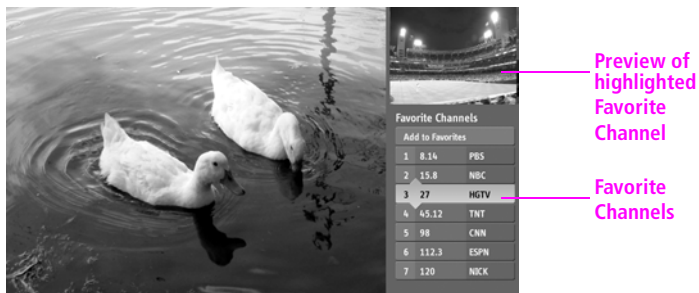 Favorite Channels
Add to Favorites
1 8.14 PBS
2 15.8 NBC
3 27 HGTV
4 45.12 TNT
5 98 CNN
6 112.3 ESPN
7 120 NICK
Preview of
highlighted
Favorite
Channel
Favorite
Channels